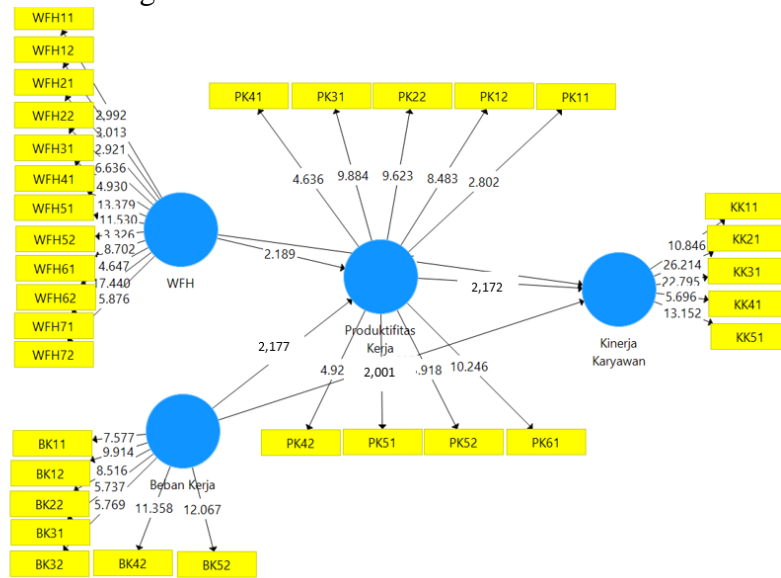 WFH11
WFH12
WFH21
WFH22
WFH31
WFH41
WFH51
WFH52
WFH61
WFH62
WFH71
WFH72
2,992
3.013
2.921
6.636
4.930
13.379
11.530
3.326
8.702
4.647
17.440
5.876
WFH
PK41
PK31
PK22
PK12
PK11
4.636
9.884
9.623
8.483
2.802
2.189
2,172
Produktifitas
Kerja
2,177
2,001
4.92
.918
10.246
PK42
PK51
PK52
PK61
KK11
KK21
KK31
KK41
KK51
10.846
26.214
22.795
5.696
13.152
Kinerja
Karyawan
BK11
BK12
BK22
BK31
BK32
BK42
BK52
7.577
9.914
8.516
5.737
5.769
11.358
12.067
Beban Kerja